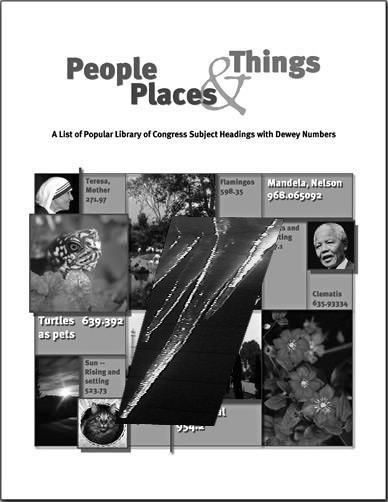 People
Places & Things
A List of Popular Library of Congress Subject Headings with Dewey Numbers
Teresa,
Mother
271.97
Flamingos
598.35
Mandela, Nelson
968.065092
and
Clematis
635.93334
Turtles 639.392
as pets
Sun --
Rising and
setting
523.73
954.2